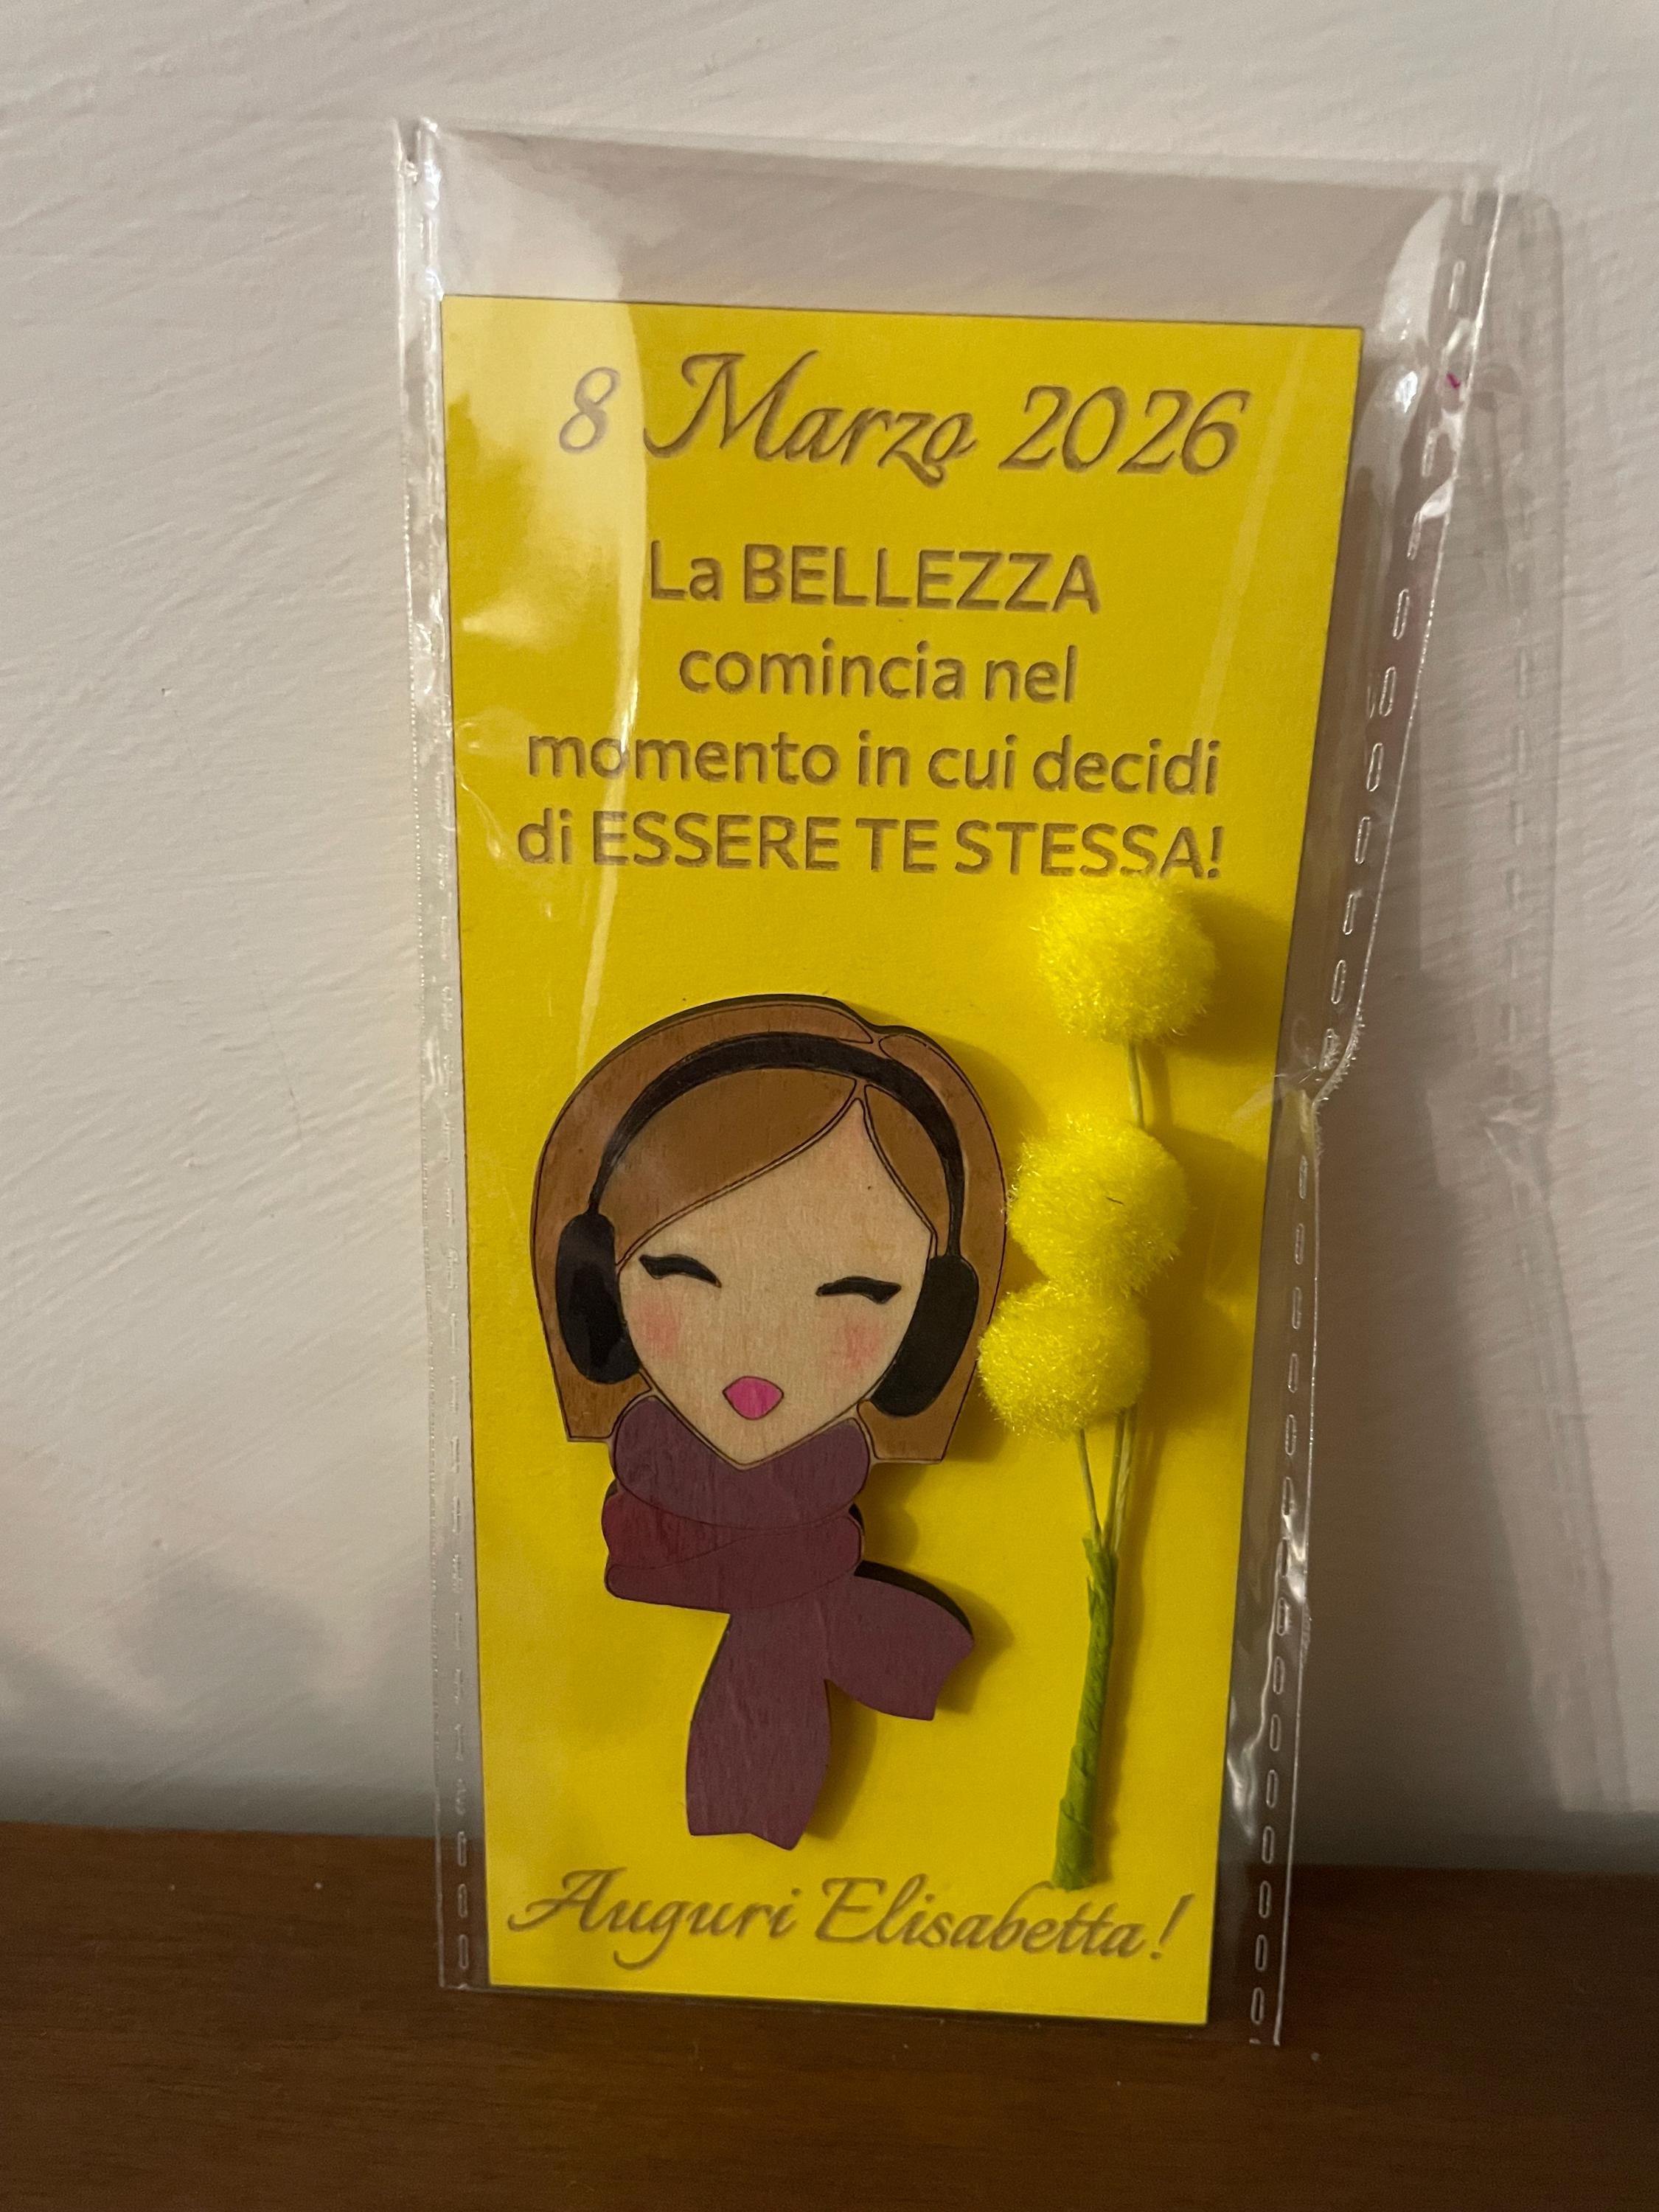 8 Marzo 2026
La BELLEZZA
comincia nel
momento in cui decidi
di ESSERE TE STESSA!
Auguri Elisabetta!